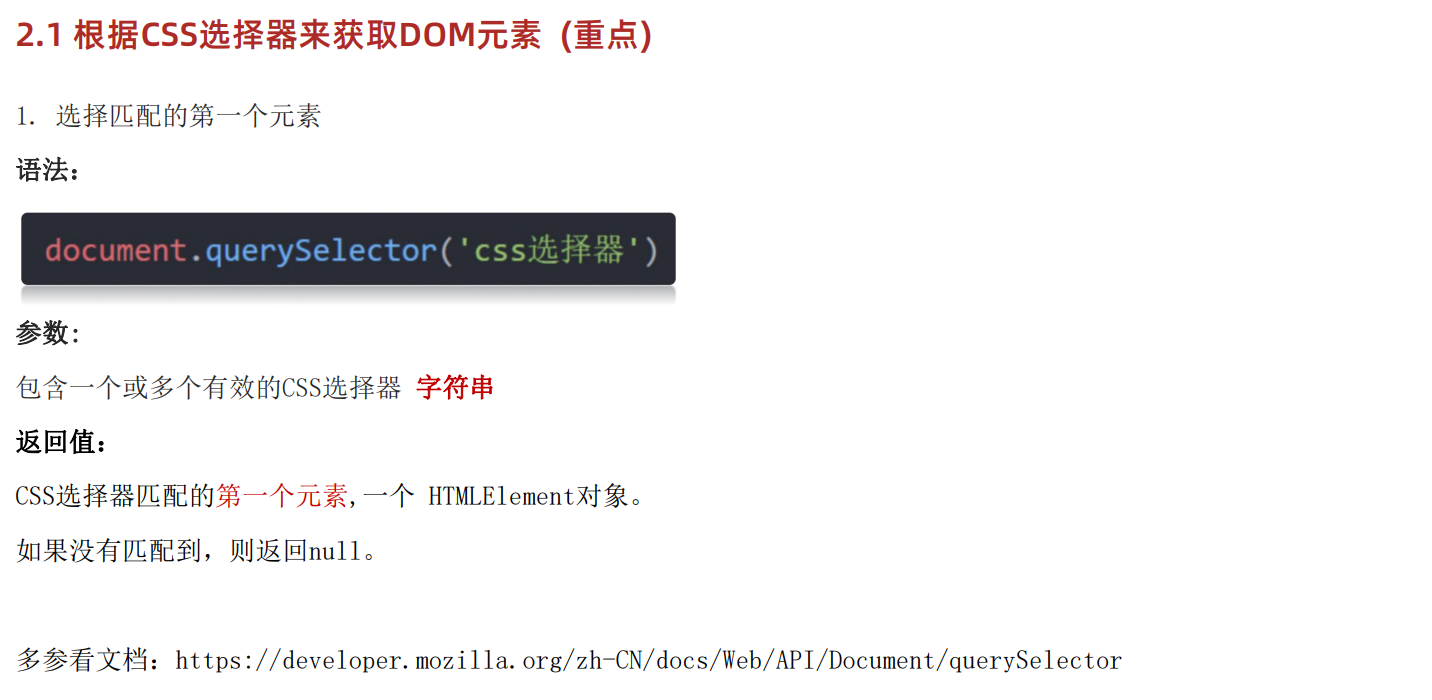 2.1 根据CSS选择器来获取DOM元素 (重点)
1. 选择匹配的第一个元素
语法：
document.querySelector('css选择器')
参数:
包含一个或多个有效的CSS选择器 字符串
返回值：
CSS选择器匹配的第一个元素,一个 HTMLElement对象。
如果没有匹配到，则返回null。
多参看文档：https://developer.mozilla.org/zh-CN/docs/Web/API/Document/querySelector